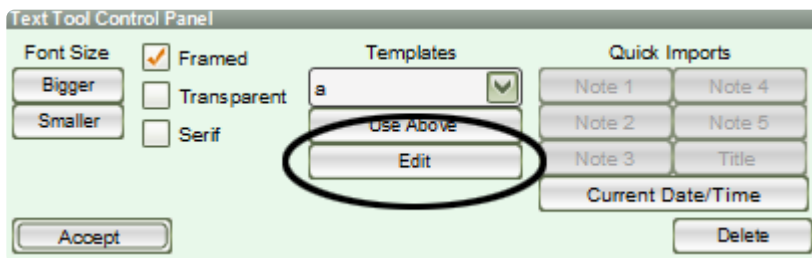 Text Tool Control Panel
Font Size
Bigger
Smaller
Framed
Transparent
Serif
Templates
a
Use Above
Edit
Quick Imports
Note 1 Note 4
Note 2 Note 5
Note 3 Title
Current Date/Time
Accept
Delete